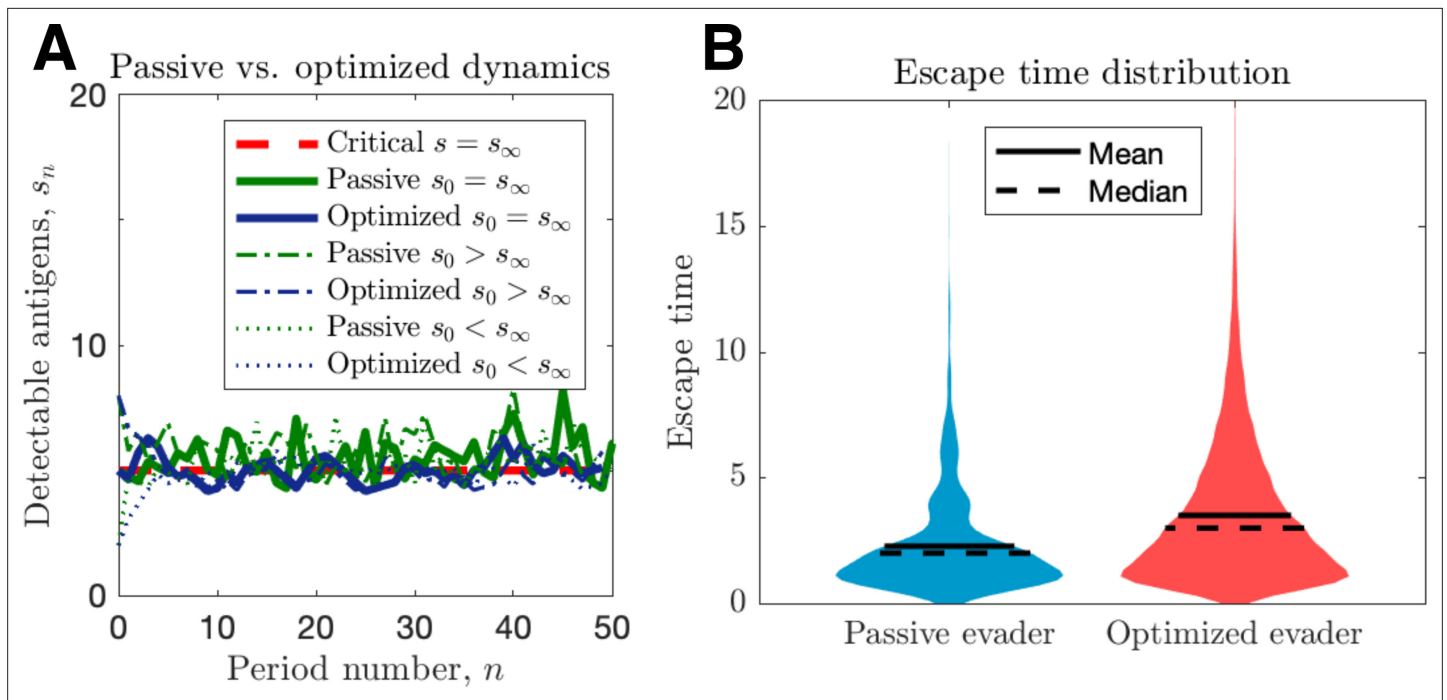 A
Passive vs. optimized dynamics
20
10
0
Detectable antigens, sₙ
Critical s = s∞
Passive s₀ = s∞
Optimized s₀ = s∞
Passive s₀ > s∞
Optimized s₀ > s∞
Passive s₀ < s∞
Optimized s₀ < s∞
0 10 20 30 40 50
Period number, n
B
Escape time distribution
20
15
10
5
0
Escape time
Mean
Median
Passive evader Optimized evader